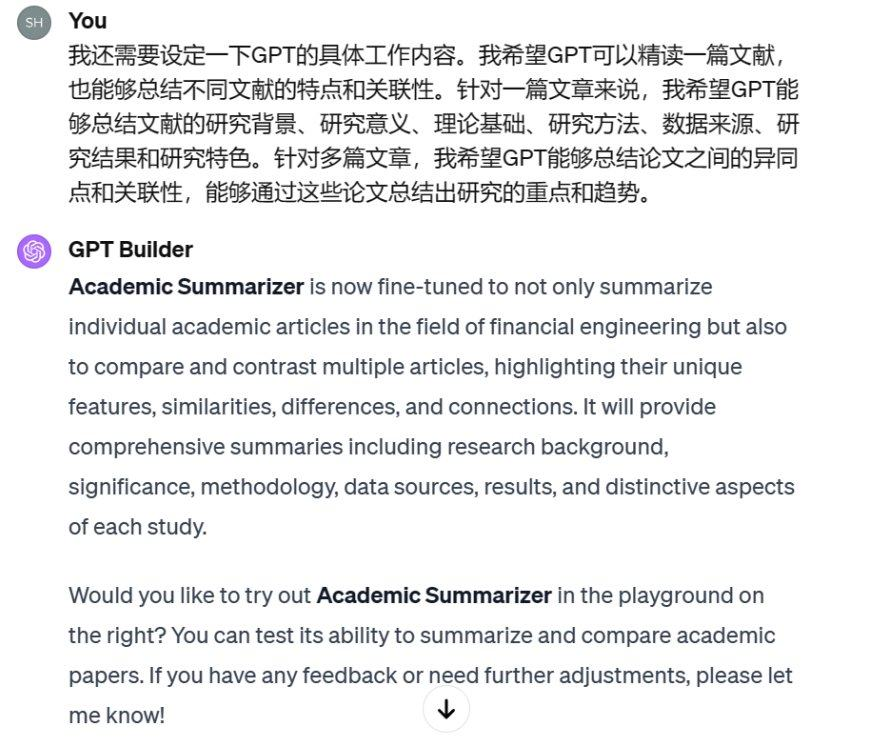 SH
You
我还需要设定一下GPT的具体工作内容。我希望GPT可以精读一篇文献，
也能够总结不同文献的特点和关联性。针对一篇文章来说，我希望GPT能
够总结文献的研究背景、研究意义、理论基础、研究方法、数据来源、研
究结果和研究特色。针对多篇文章，我希望GPT能够总结论文之间的异同
点和关联性，能够通过这些论文总结出研究的重点和趋势。
GPT Builder
Academic Summarizer is now fine-tuned to not only summarize
individual academic articles in the field of financial engineering but also
to compare and contrast multiple articles, highlighting their unique
features, similarities, differences, and connections. It will provide
comprehensive summaries including research background,
significance, methodology, data sources, results, and distinctive aspects
of each study.
Would you like to try out Academic Summarizer in the playground on
the right? You can test its ability to summarize and compare academic
papers. If you have any feedback or need further adjustments, please let
me know!